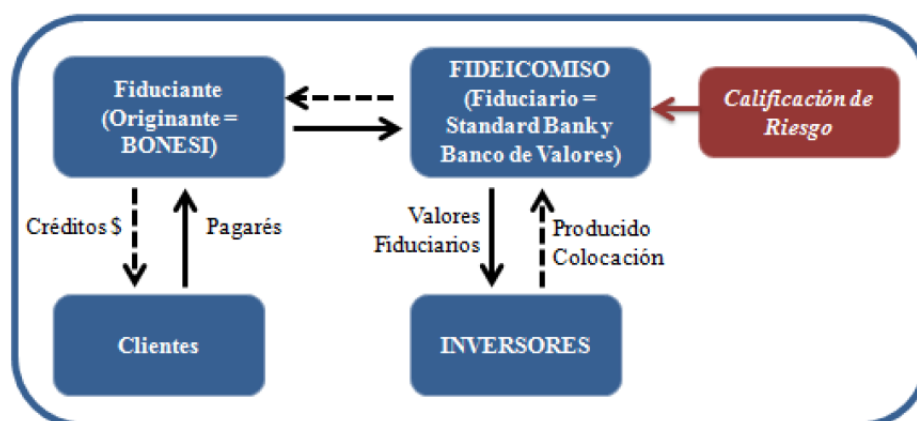 Fiduciante
(Originante =
BONESI)
FIDEICOMISO
(Fiduciario =
Standard Bank y
Banco de Valores)
Calificación de
Riesgo
Créditos $
Pagarés
Valores
Fiduciarios
Producido
Colocación
Clientes
INVERSORES